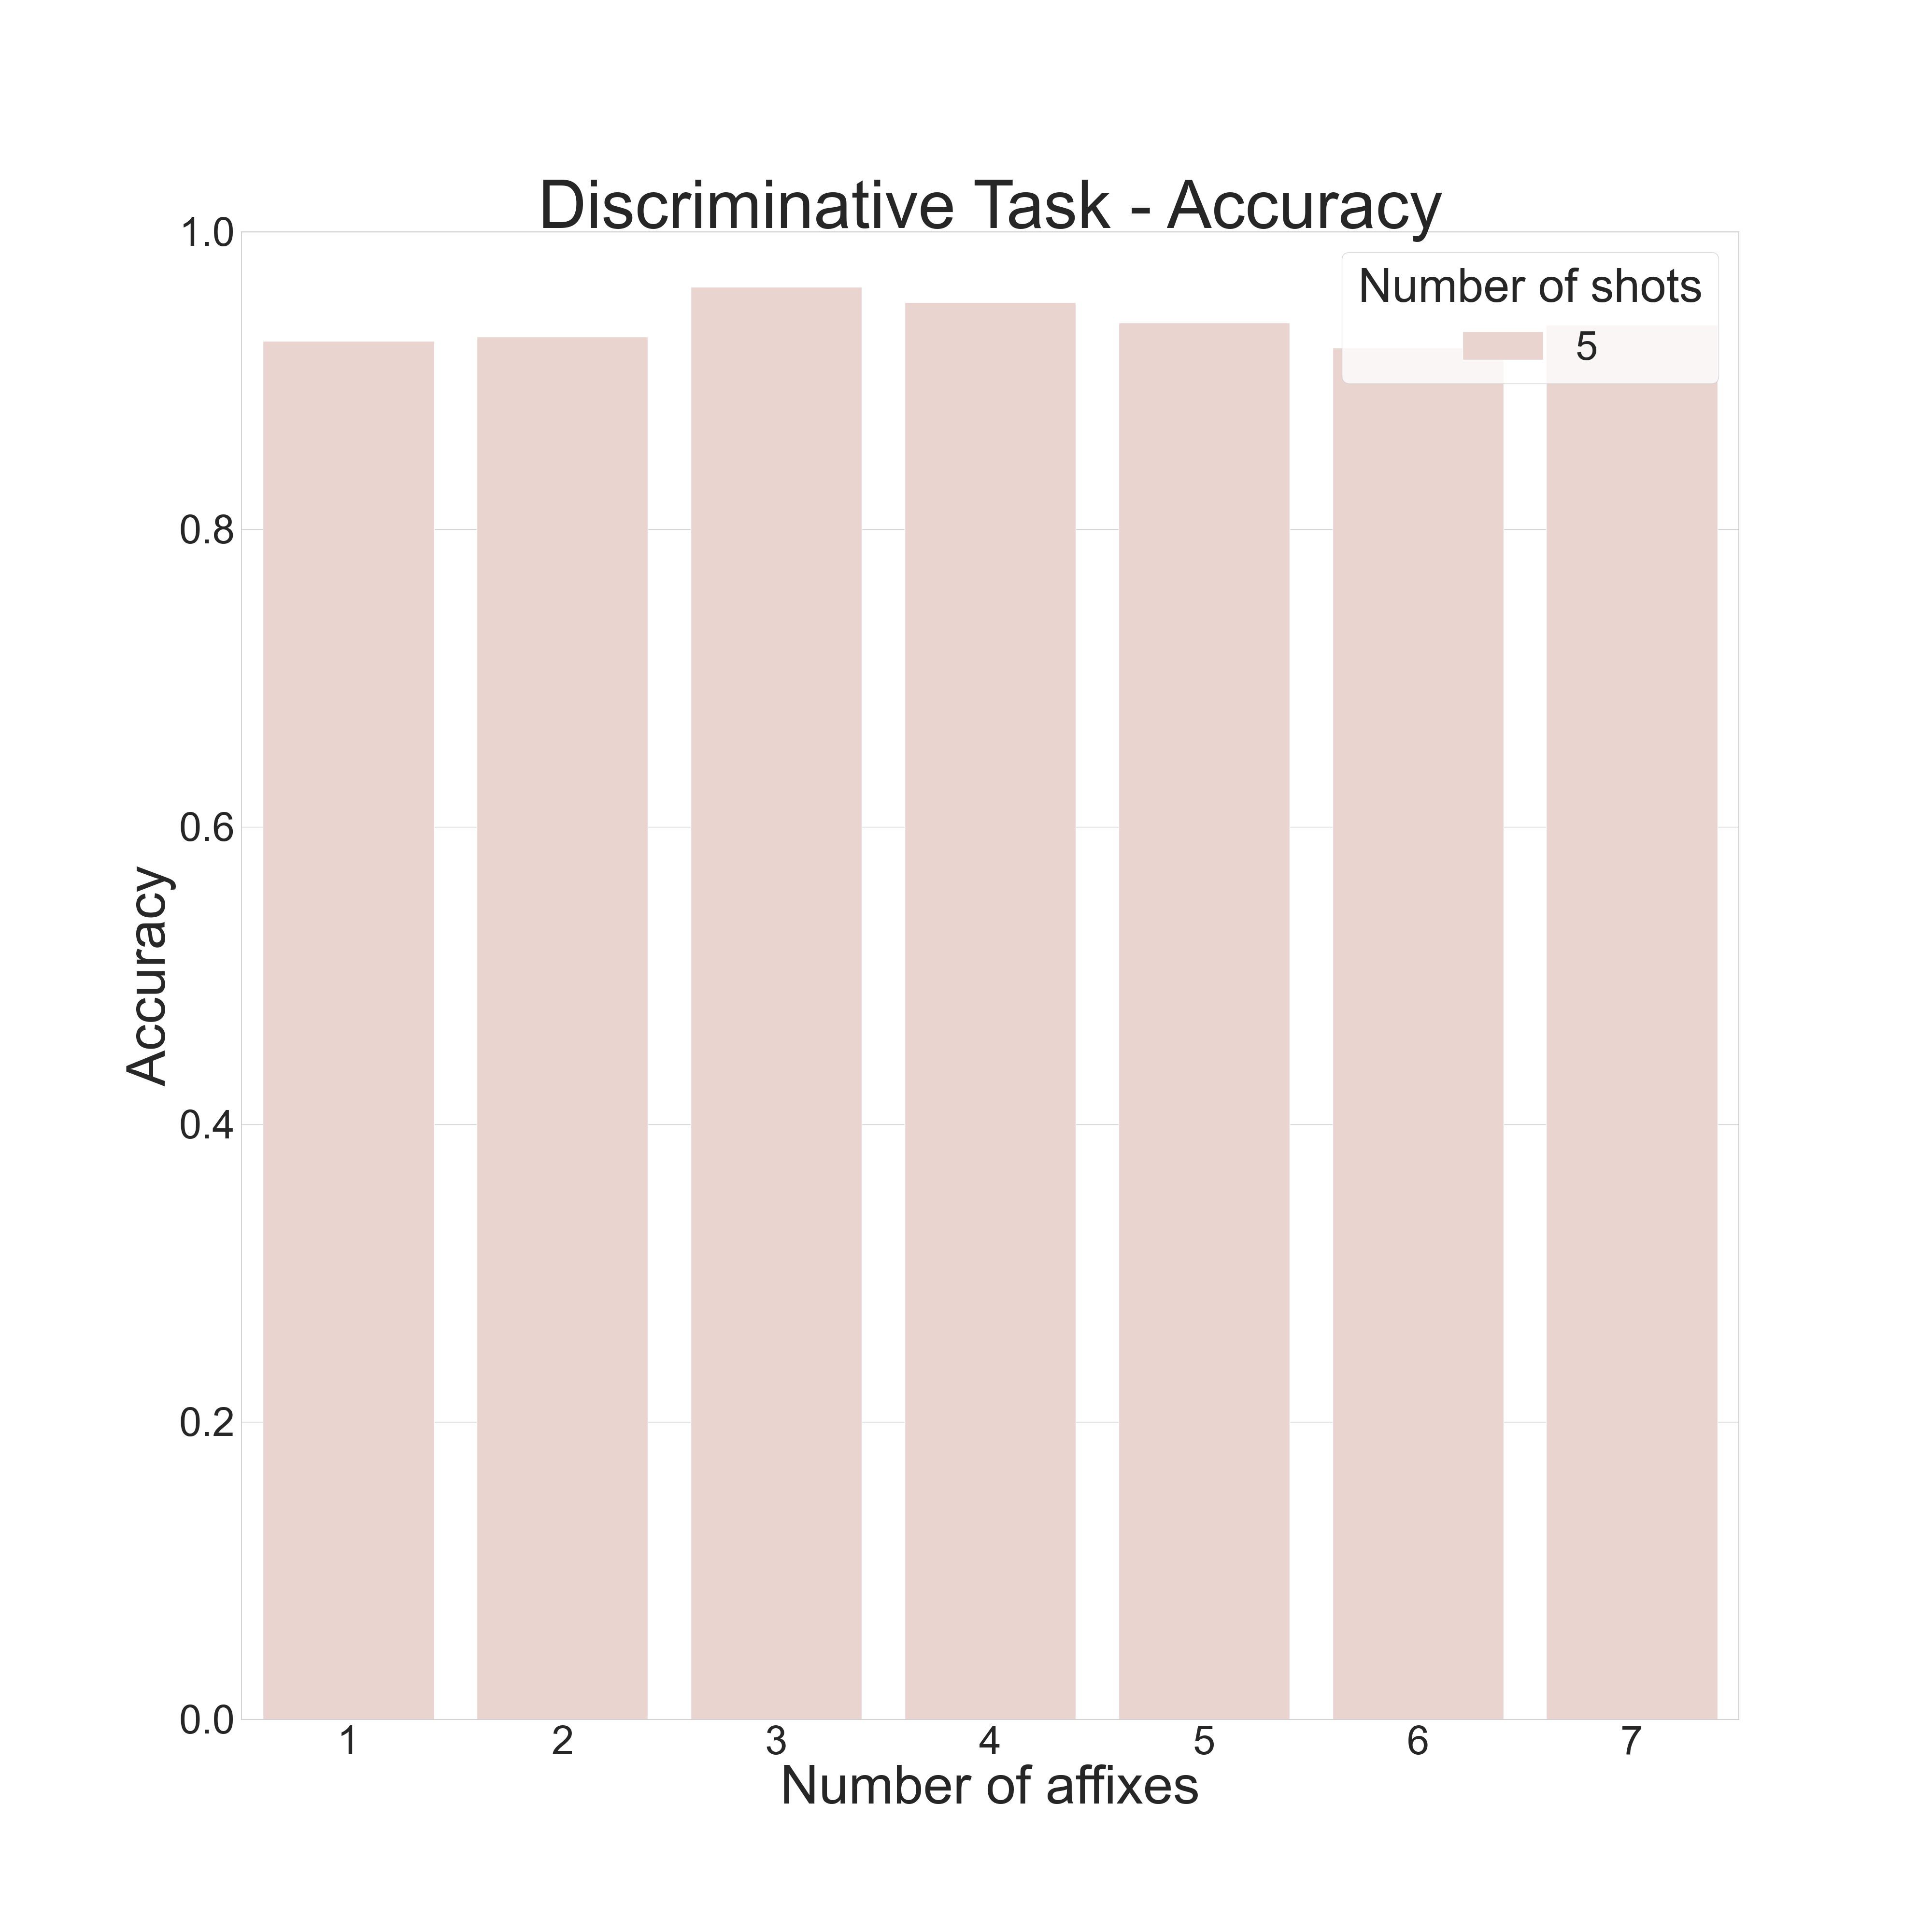 Discriminative Task - Accuracy
1.0
0.8
0.6
0.4
0.2
0.0
Accuracy
Number of shots
5
1 2 3 4 5 6 7
Number of affixes